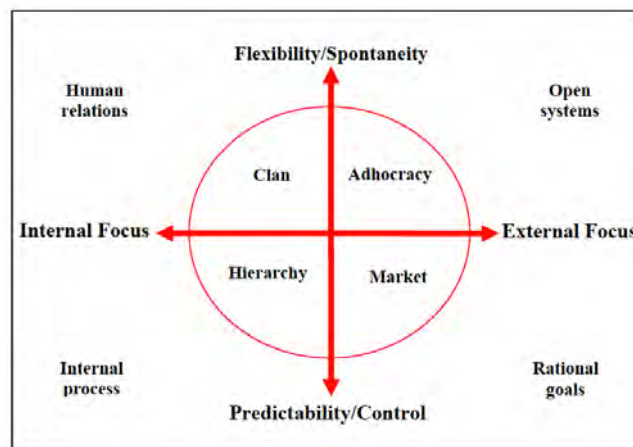 Flexibility/Spontaneity
Human
relations
Open
systems
Clan
Adhocracy
Internal Focus
External Focus
Hierarchy
Market
Internal
process
Rational
goals
Predictability/Control